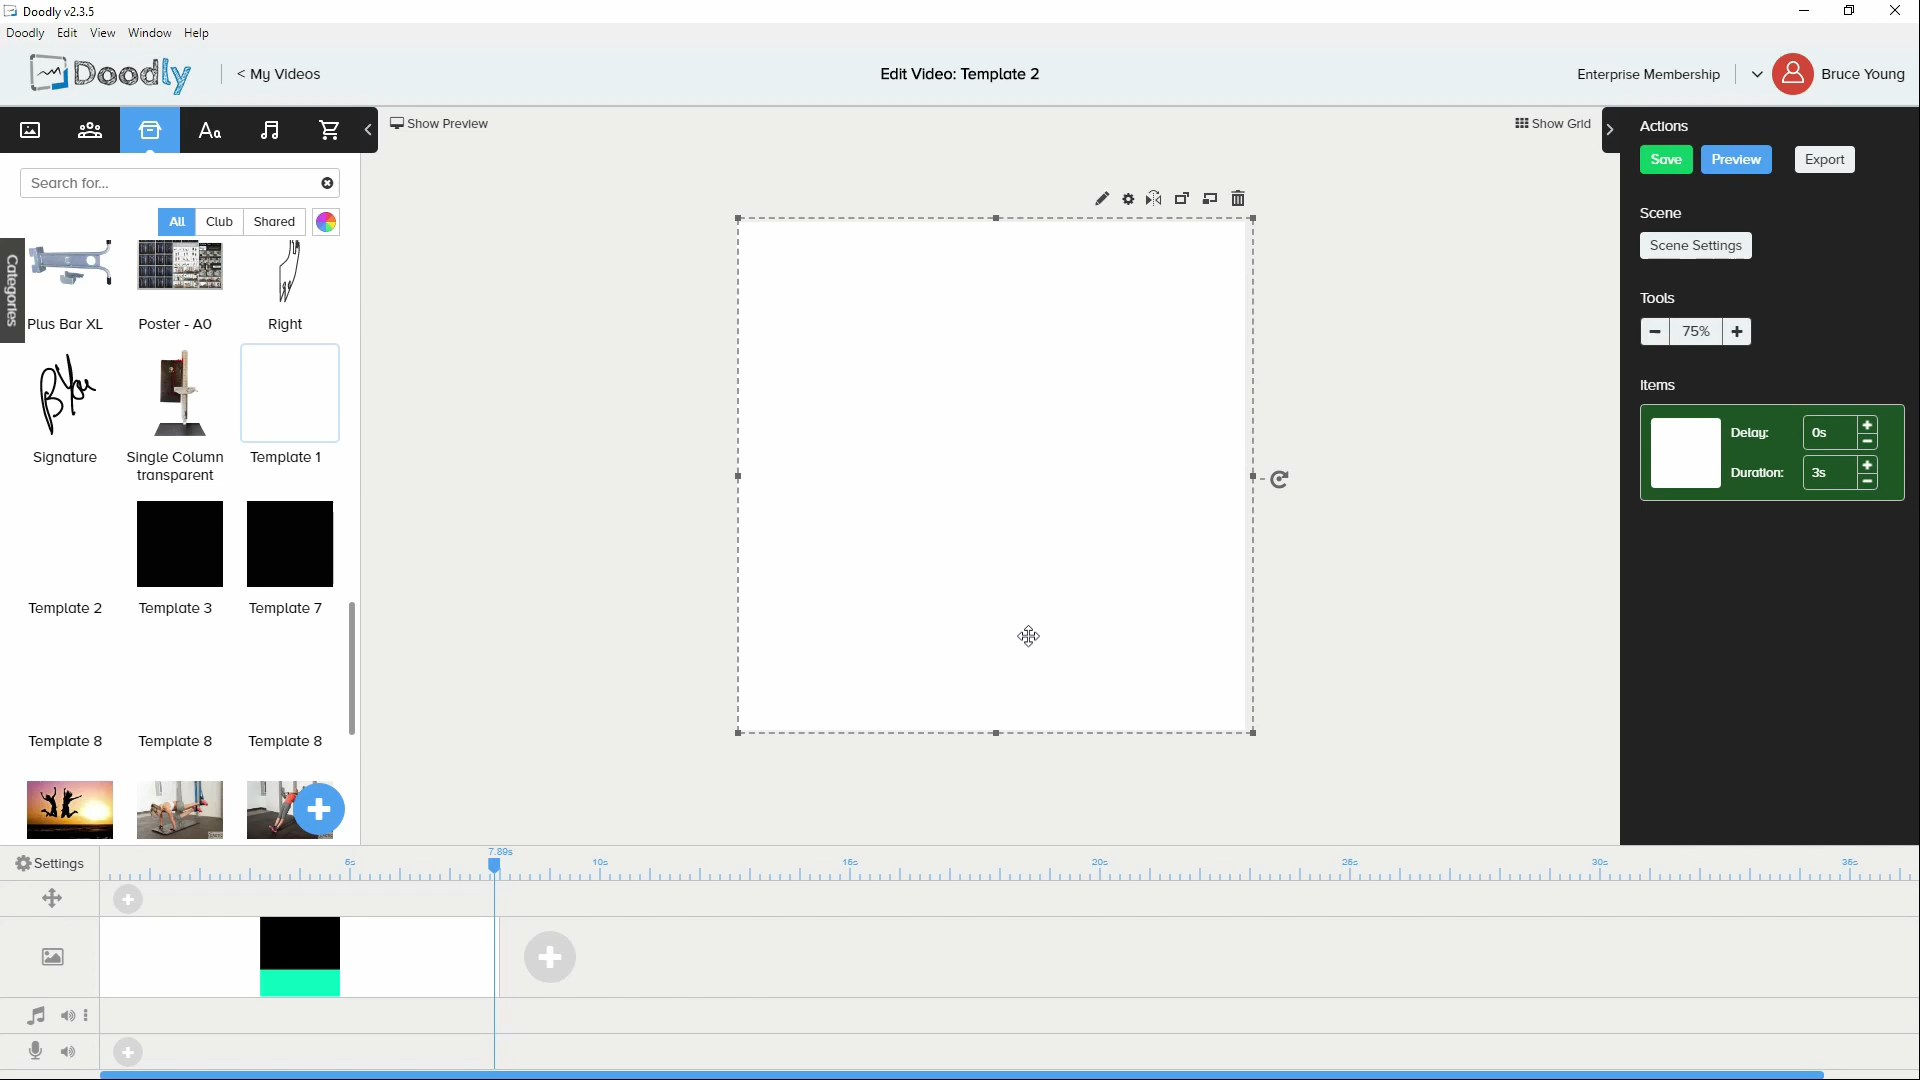 Doodly v2.3.5
Doodly Edit View Window Help
Doodly
< My Videos
Edit Video: Template 2
Enterprise Membership
Bruce Young
Aa
Show Preview
Show Grid
Search for...
All Club Shared
Categories
Plus Bar XL
Poster - A0
Right
Signature
Single Column
transparent
Template 1
Template 2
Template 3
Template 7
Template 8
Template 8
Template 8
Actions
Save Preview Export
Scene
Scene Settings
Tools
75%
Items
Delay: 0s
Duration: 3s
Settings
7.89s
5s 10s 15s 20s 25s 30s 35s